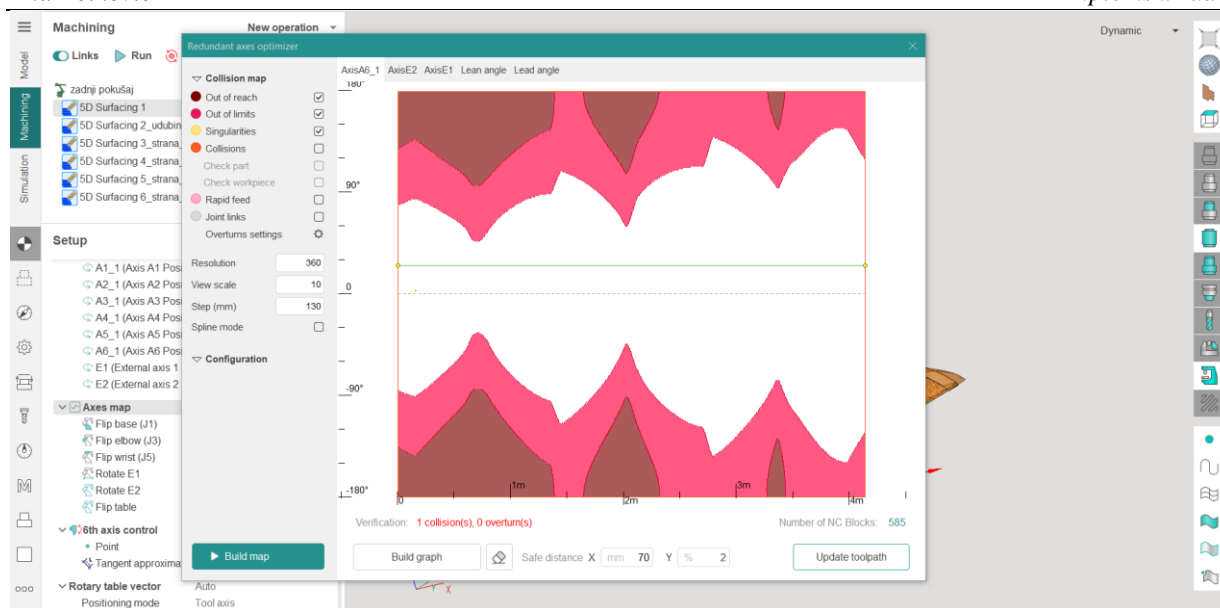 Machining
New operation
Links
Run
Model
Machining
Simulation
zadnji pokušaj
5D Surfacing 1
5D Surfacing 2_udubin
5D Surfacing 3_strana_
5D Surfacing 4_strana_
5D Surfacing 5_strana_
5D Surfacing 6_strana_
Setup
A1_1 (Axis A1 Pos
A2_1 (Axis A2 Pos
A3_1 (Axis A3 Pos
A4_1 (Axis A4 Pos
A5_1 (Axis A5 Pos
A6_1 (Axis A6 Pos
E1 (External axis 1
E2 (External axis 2
Axes map
Flip base (J1)
Flip elbow (J3)
Flip wrist (J5)
Rotate E1
Rotate E2
Flip table
6th axis control
Point
Tangent approxima
Rotary table vector
Auto
Positioning mode
Tool axis
Redundant axes optimizer
Collision map
Out of reach
Out of limits
Singularities
Collisions
Check part
Check workpiece
Rapid feed
Joint links
Overturns settings
Resolution
360
View scale
10
Step (mm)
130
Spline mode
Configuration
Build map
AxisA6_1 AxisE2 AxisE1 Lean angle Lead angle
180°
90°
0
-90°
-180°
0
1m
2m
3m
4m
Verification: 1 collision(s), 0 overturn(s)
Number of NC Blocks: 585
Build graph
Safe distance X mm 70 Y % 2
Update toolpath
Dynamic
X